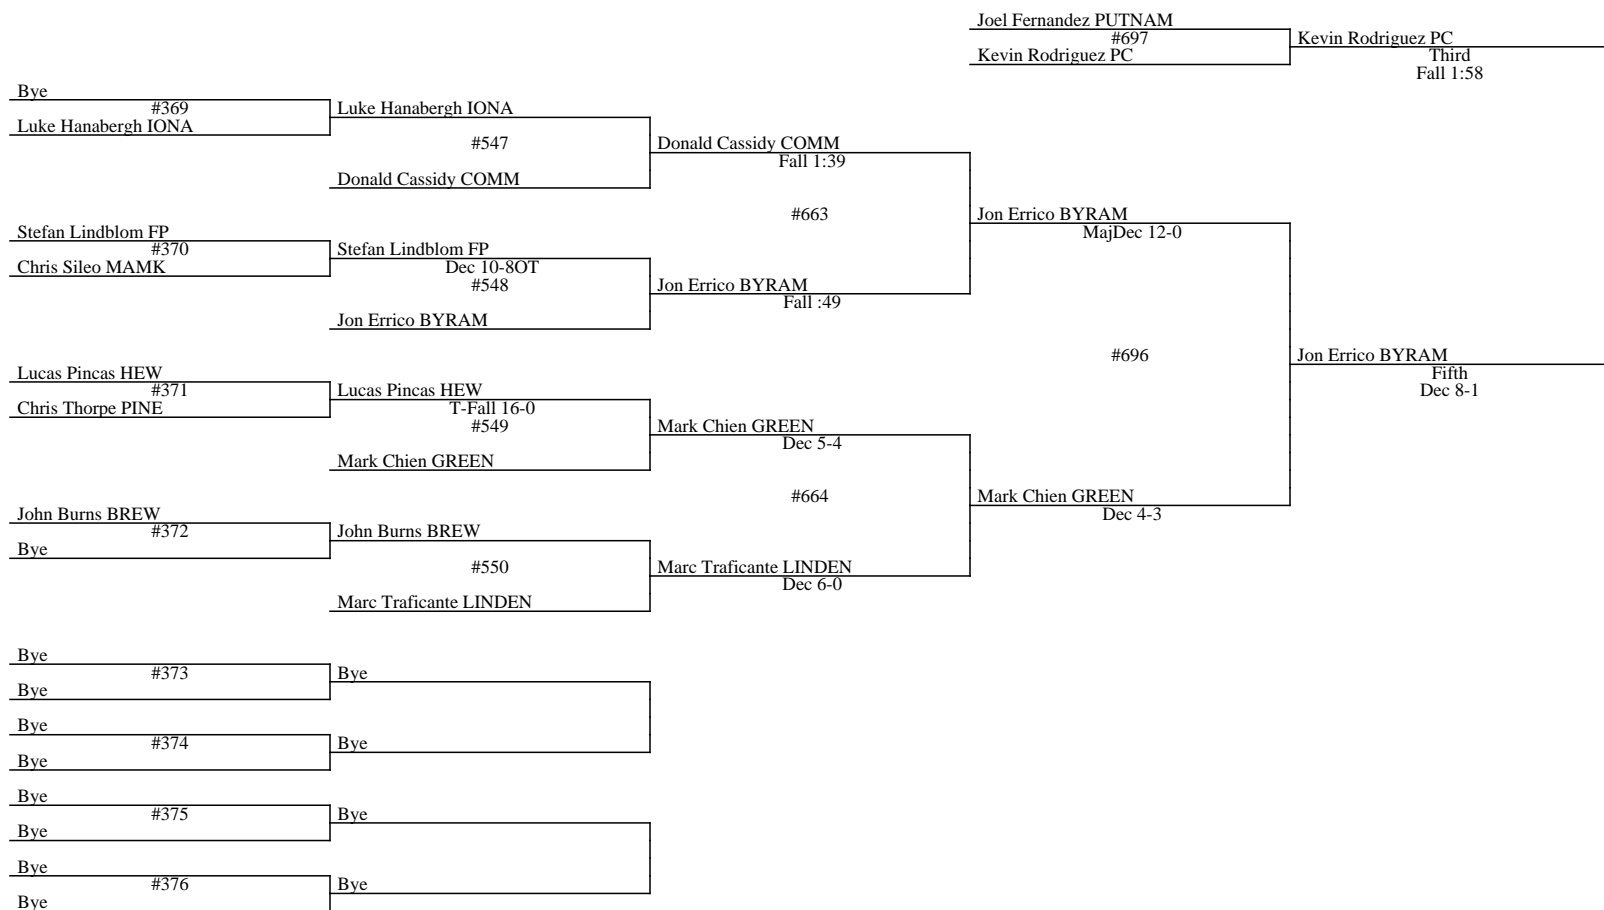 Joel Fernandez PUTNAM
#697
Kevin Rodriguez PC
Kevin Rodriguez PC
Third
Fall 1:58
Bye
#369
Luke Hanabergh IONA
Luke Hanabergh IONA
#547
Donald Cassidy COMM
Donald Cassidy COMM
Fall 1:39
#663
Stefan Lindblom FP
#370
Chris Sileo MAMK
Stefan Lindblom FP
Dec 10-8OT
#548
Jon Errico BYRAM
Jon Errico BYRAM
Fall :49
Jon Errico BYRAM
MajDec 12-0
#696
Jon Errico BYRAM
Fifth
Dec 8-1
Lucas Pincas HEW
#371
Chris Thorpe PINE
Lucas Pincas HEW
T-Fall 16-0
#549
Mark Chien GREEN
Mark Chien GREEN
Dec 5-4
#664
Mark Chien GREEN
Dec 4-3
John Burns BREW
#372
Bye
John Burns BREW
#550
Marc Traficante LINDEN
Marc Traficante LINDEN
Dec 6-0
Bye
#373
Bye
Bye
Bye
#374
Bye
Bye
Bye
#375
Bye
Bye
Bye
#376
Bye
Bye